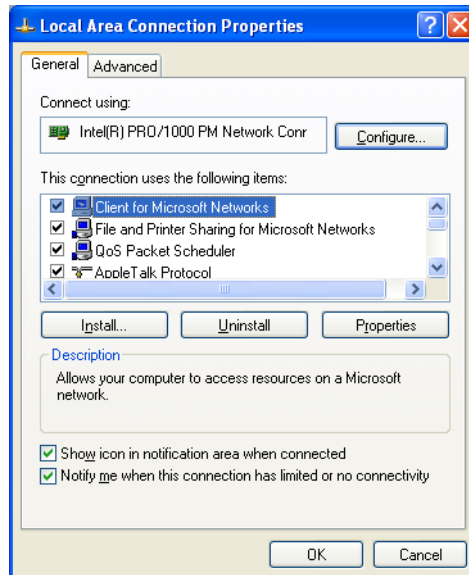 Local Area Connection Properties
General Advanced
Connect using:
Intel(R) PRO/1000 PM Network Conr
Configure...
This connection uses the following items:
Client for Microsoft Networks
File and Printer Sharing for Microsoft Networks
QoS Packet Scheduler
AppleTalk Protocol
Install... Uninstall Properties
Description
Allows your computer to access resources on a Microsoft
network.
Show icon in notification area when connected
Notify me when this connection has limited or no connectivity
OK Cancel